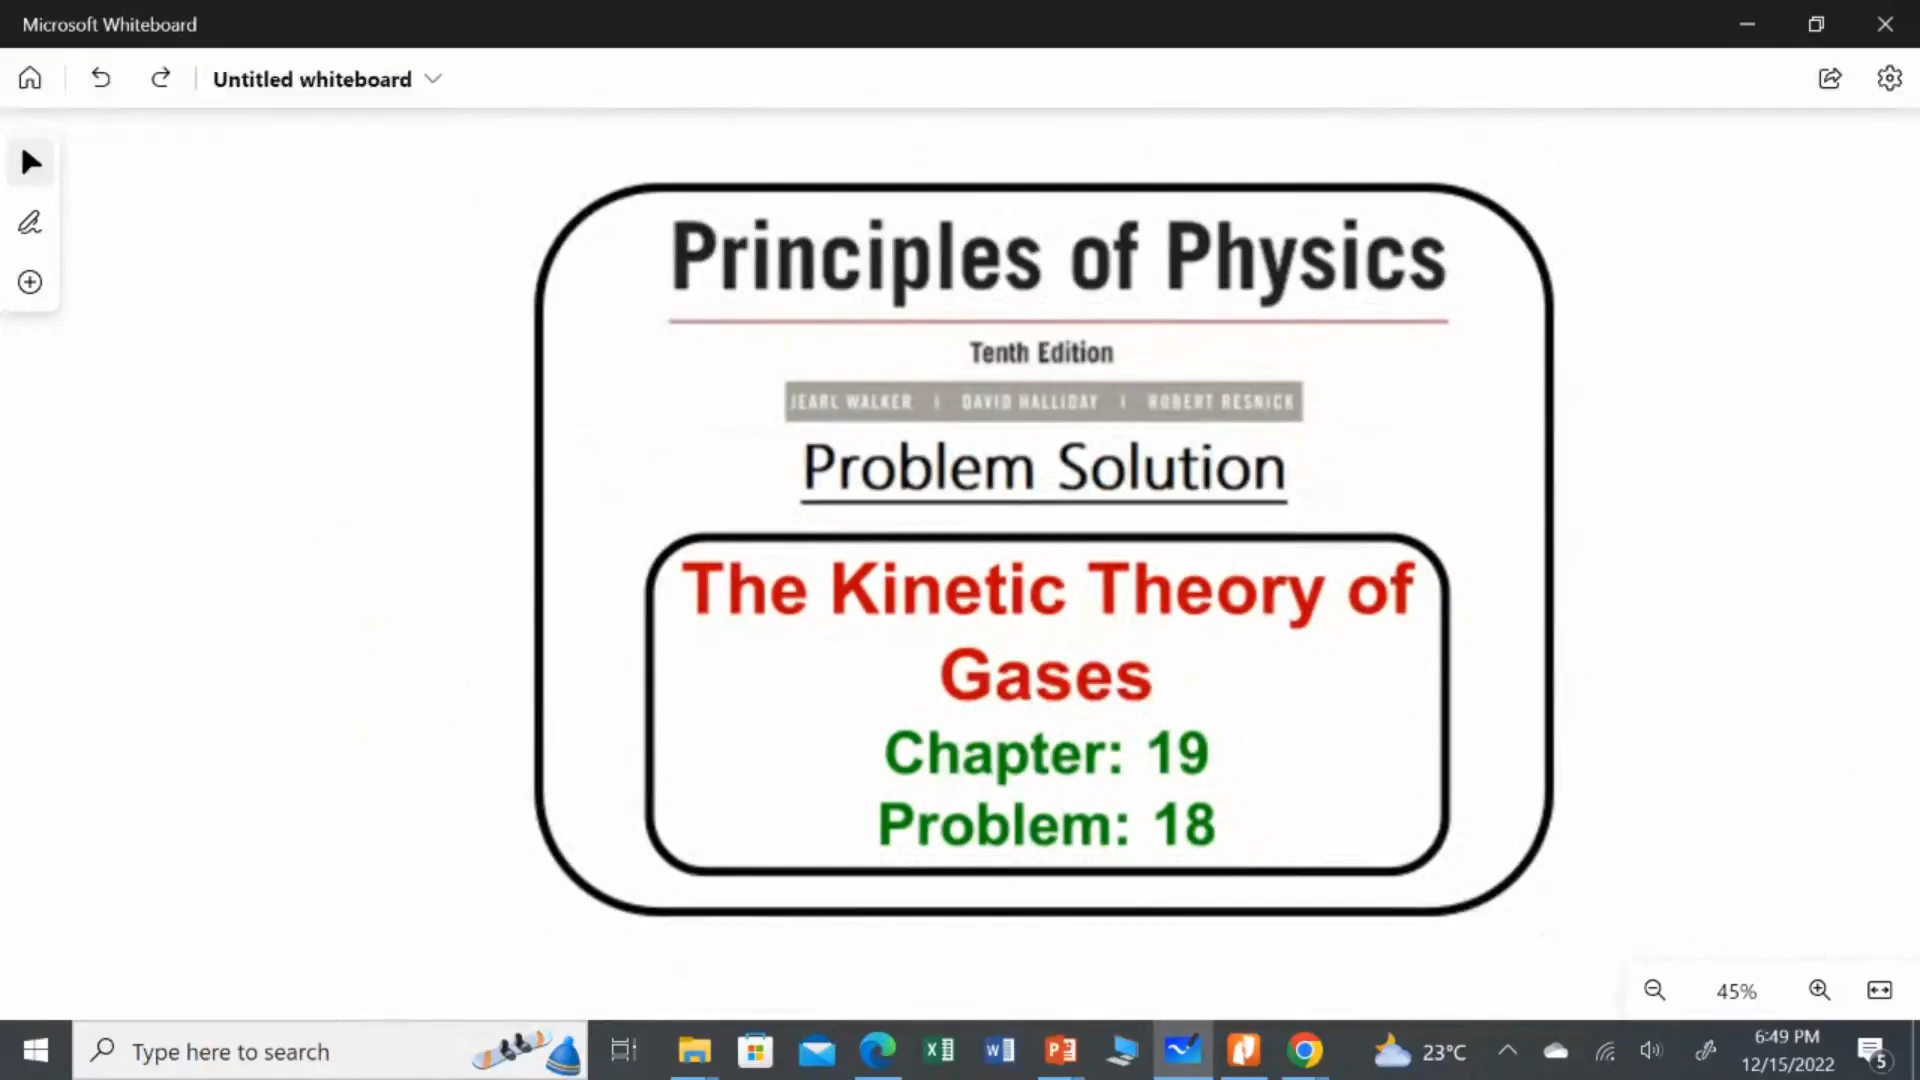 Microsoft Whiteboard
Untitled whiteboard
Principles of Physics
Tenth Edition
JEARL WALKER | DAVID HALLIDAY | ROBERT RESNICK
Problem Solution
The Kinetic Theory of
Gases
Chapter: 19
Problem: 18
45%
Type here to search
23°C
6:49 PM
12/15/2022
5